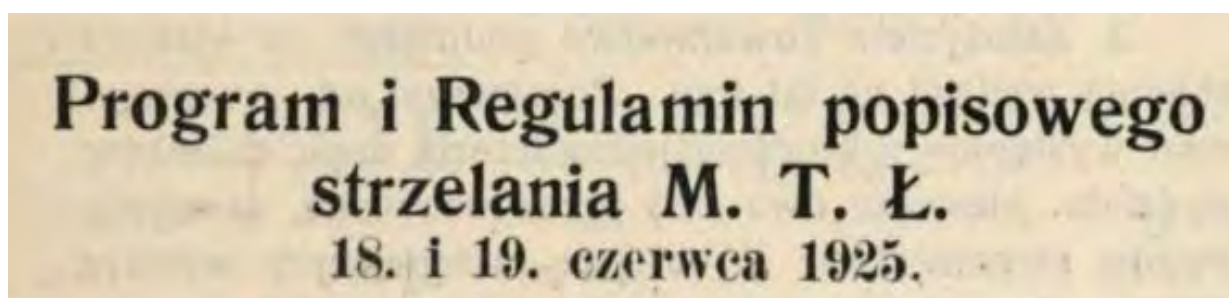 Program i Regulamin popisowego
strzelania M. T. Ł.
18. i 19. czerwca 1925.